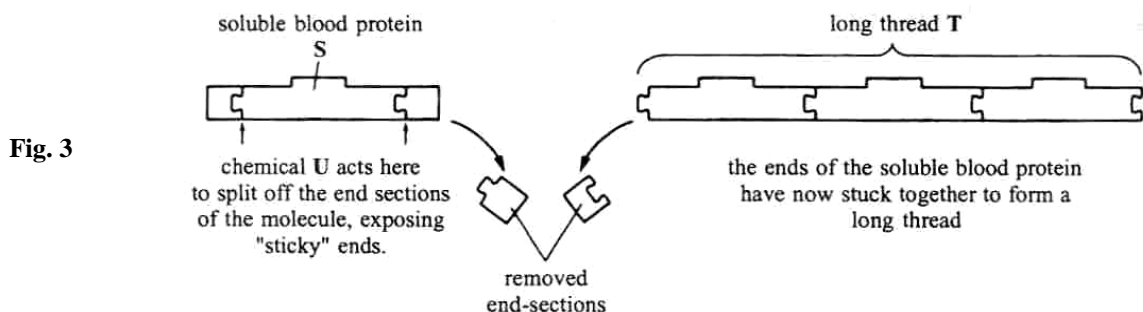 soluble blood protein
S
long thread T
Fig. 3
chemical U acts here
to split off the end sections
of the molecule, exposing
"sticky" ends.
the ends of the soluble blood protein
have now stuck together to form a
long thread
removed
end-sections